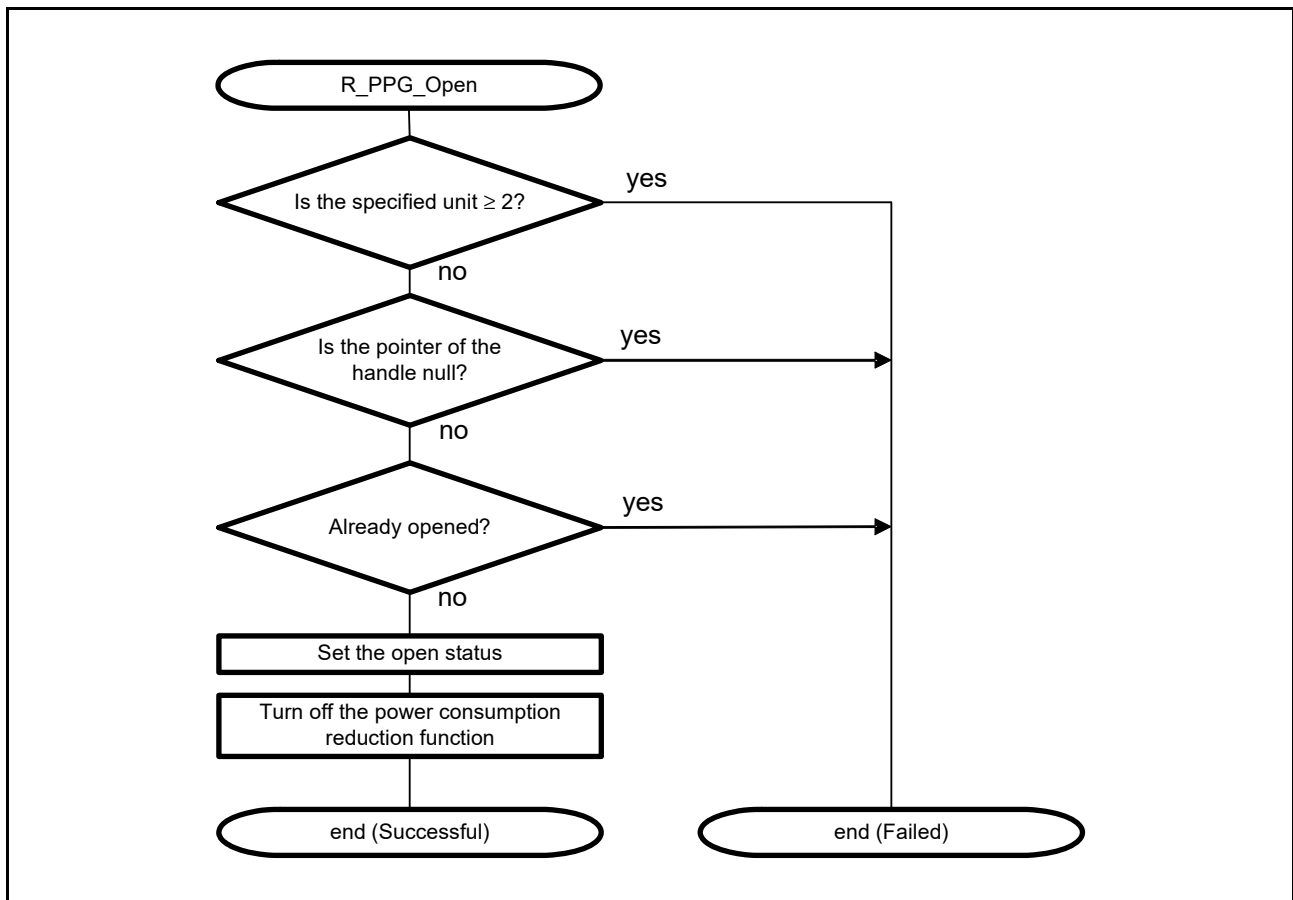 R_PPG_Open
Is the specified unit ≥ 2?
yes
no
Is the pointer of the
handle null?
yes
no
Already opened?
yes
no
Set the open status
Turn off the power consumption
reduction function
end (Successful)
end (Failed)